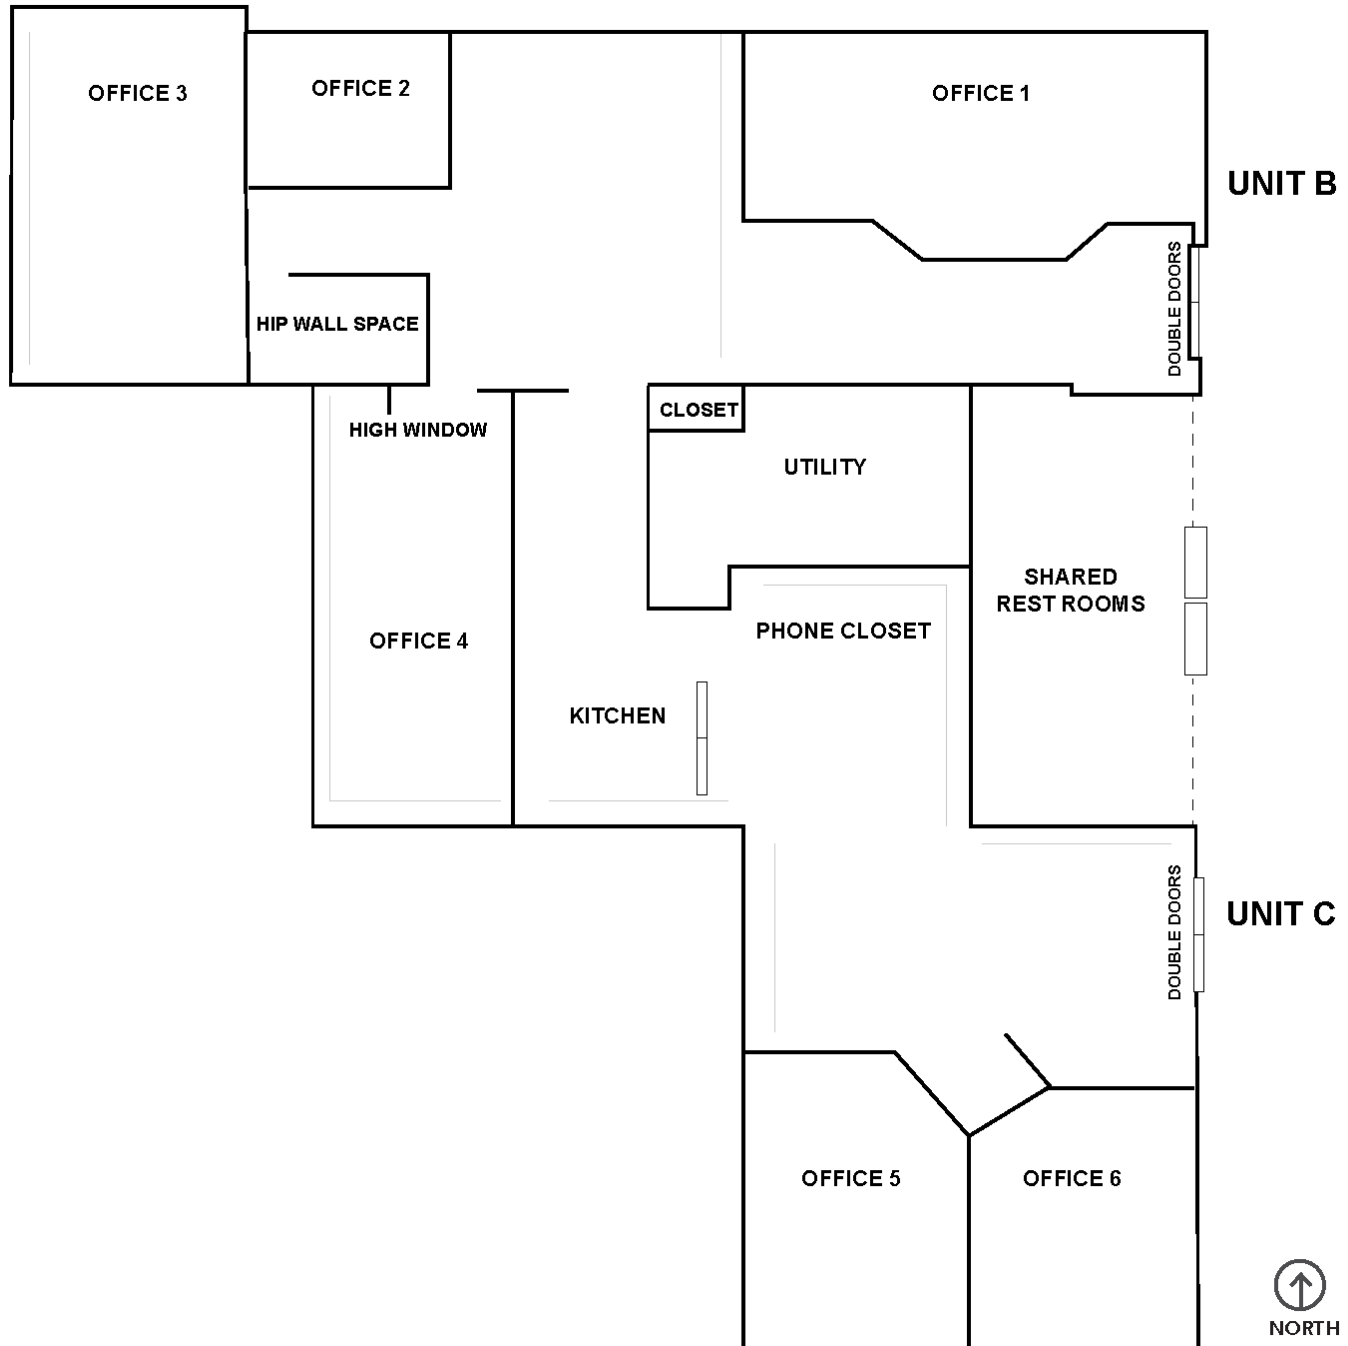 OFFICE 3
OFFICE 2
OFFICE 1
UNIT B
DOUBLE DOORS
HIP WALL SPACE
CLOSET
HIGH WINDOW
UTILITY
SHARED
REST ROOMS
PHONE CLOSET
OFFICE 4
KITCHEN
UNIT C
DOUBLE DOORS
OFFICE 5
OFFICE 6
NORTH